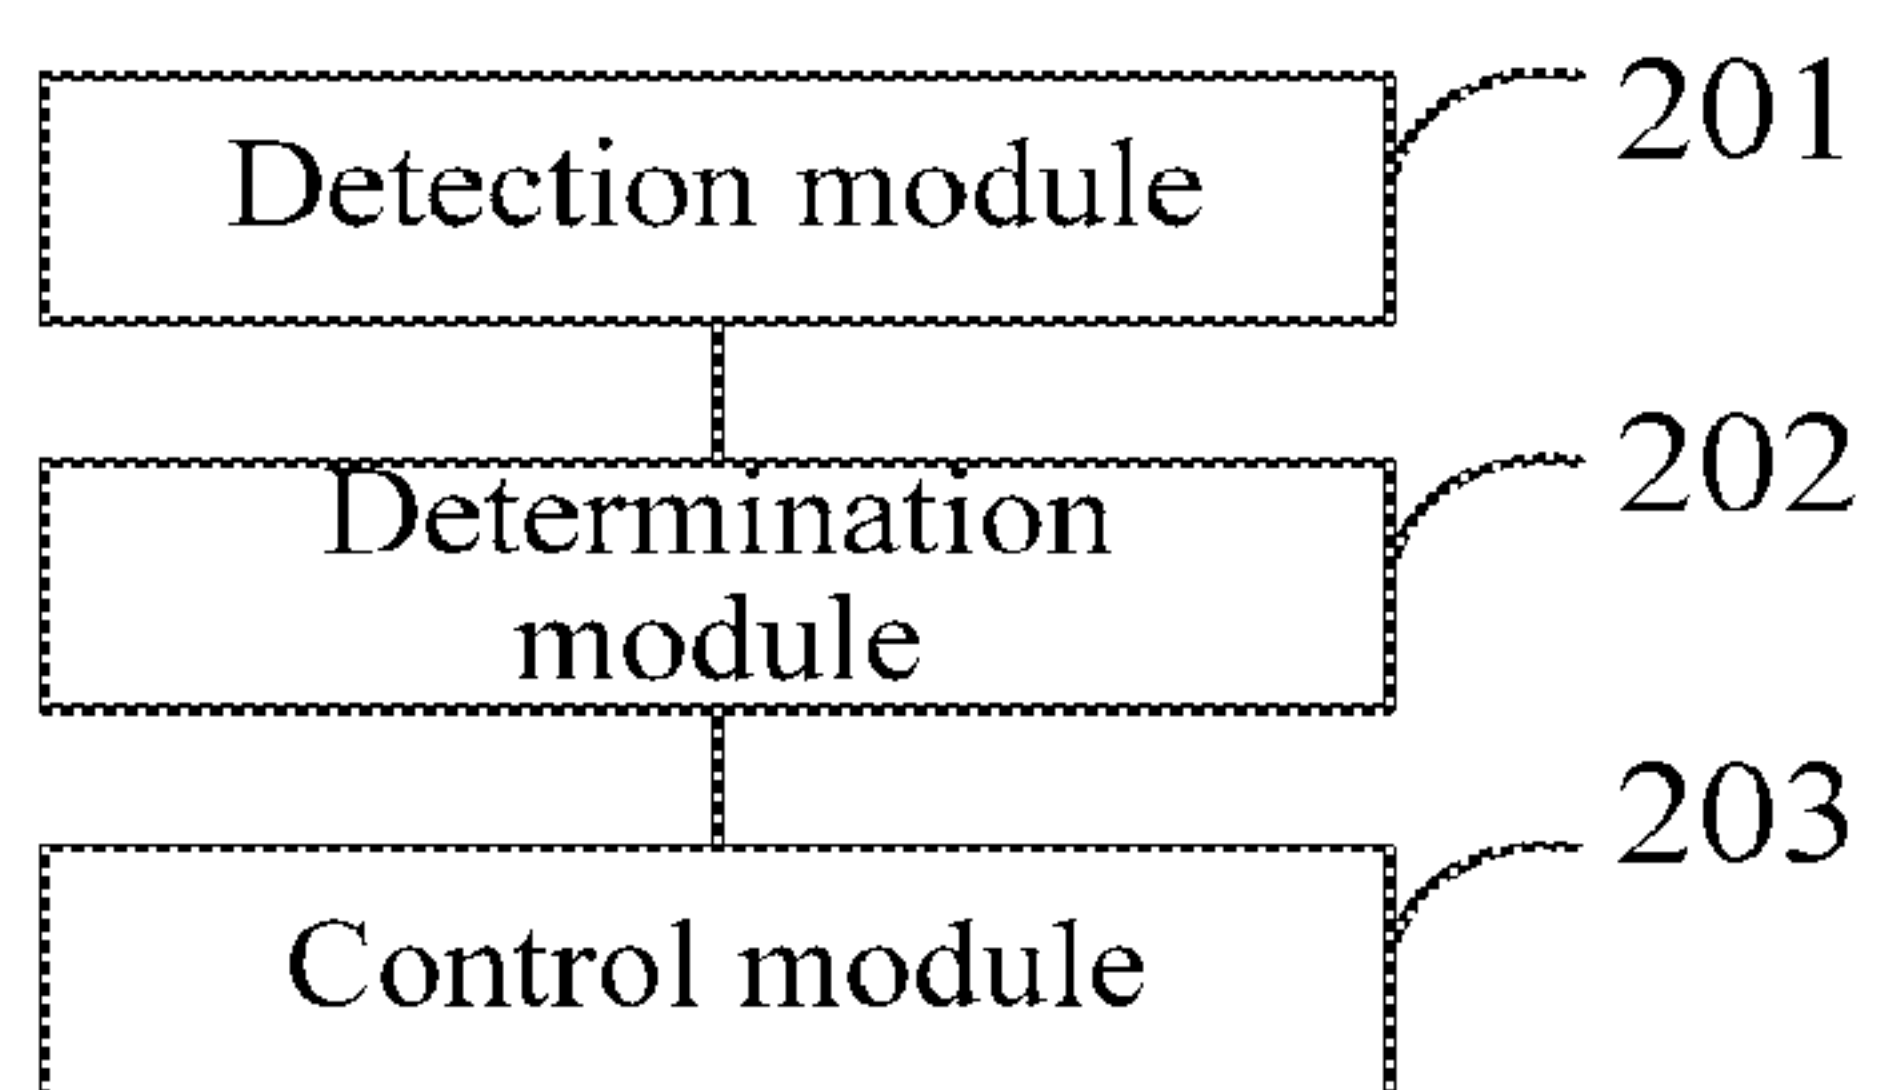 Detection module
201
Determination
module
202
Control module
203